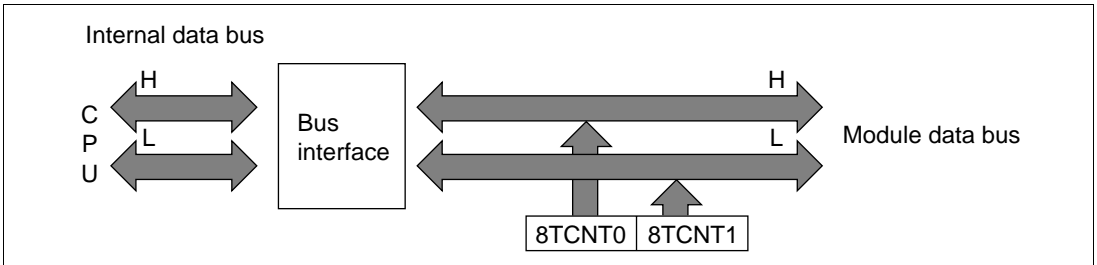 Internal data bus
H
H
C
P
U
L
Bus
interface
L
Module data bus
8TCNT0
8TCNT1